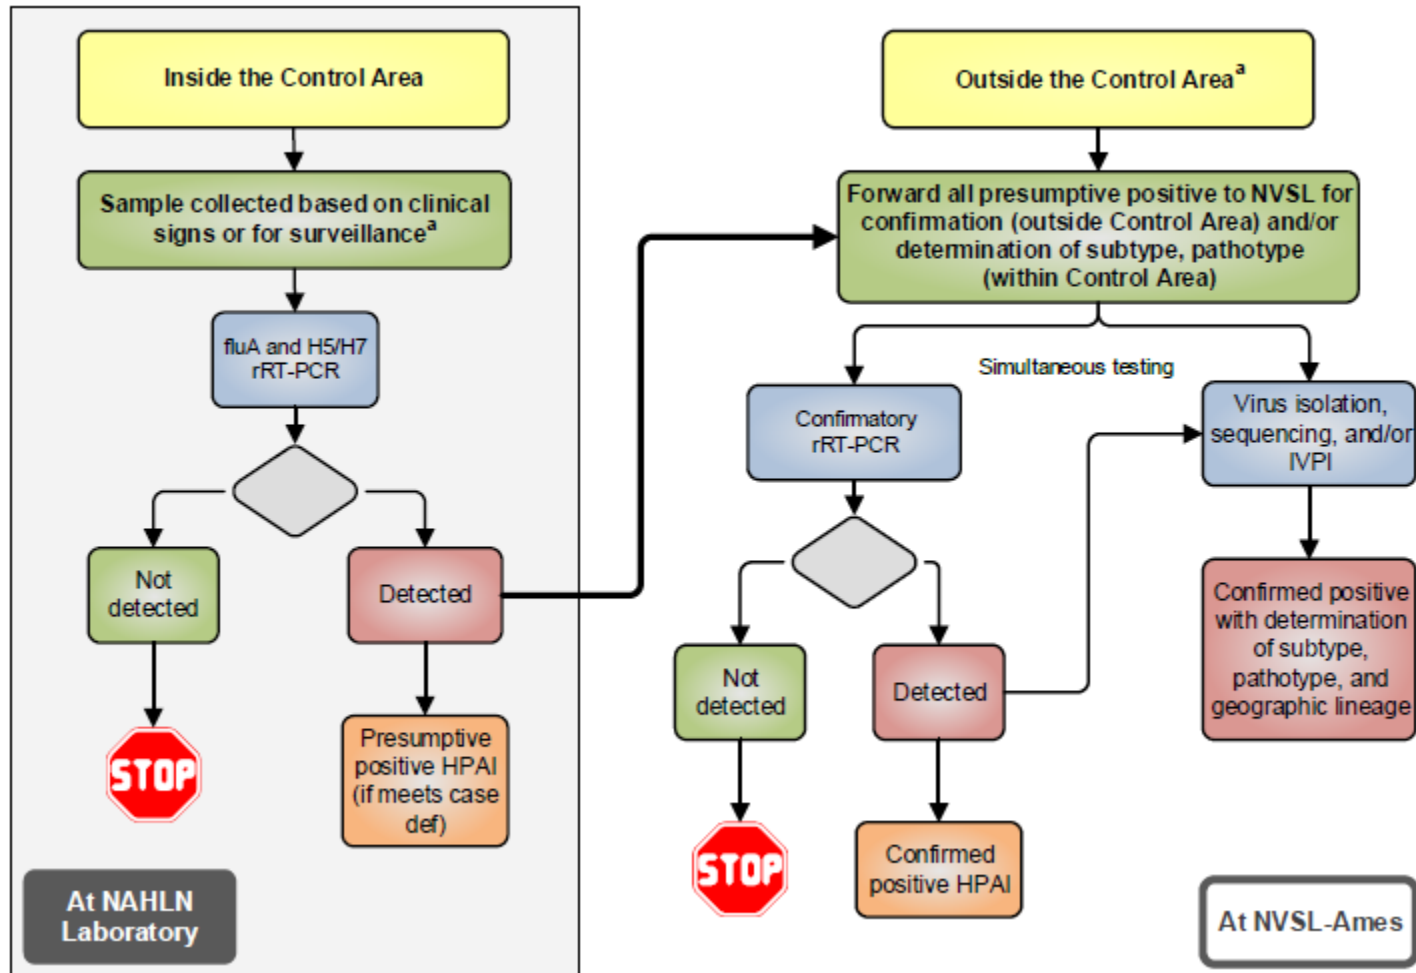 Inside the Control Area
Sample collected based on clinical
signs or for surveillancea
fluA and H5/H7
rRT-PCR
Not
detected
Detected
STOP
Presumptive
positive HPAI
(if meets case
def)
At NAHLN
Laboratory
Outside the Control Areaa
Forward all presumptive positive to NVSL for
confirmation (outside Control Area) and/or
determination of subtype, pathotype
(within Control Area)
Simultaneous testing
Confirmatory
rRT-PCR
Virus isolation,
sequencing, and/or
IVPI
Not
detected
Detected
Confirmed positive
with determination
of subtype,
pathotype, and
geographic lineage
STOP
Confirmed
positive HPAI
At NVSL-Ames